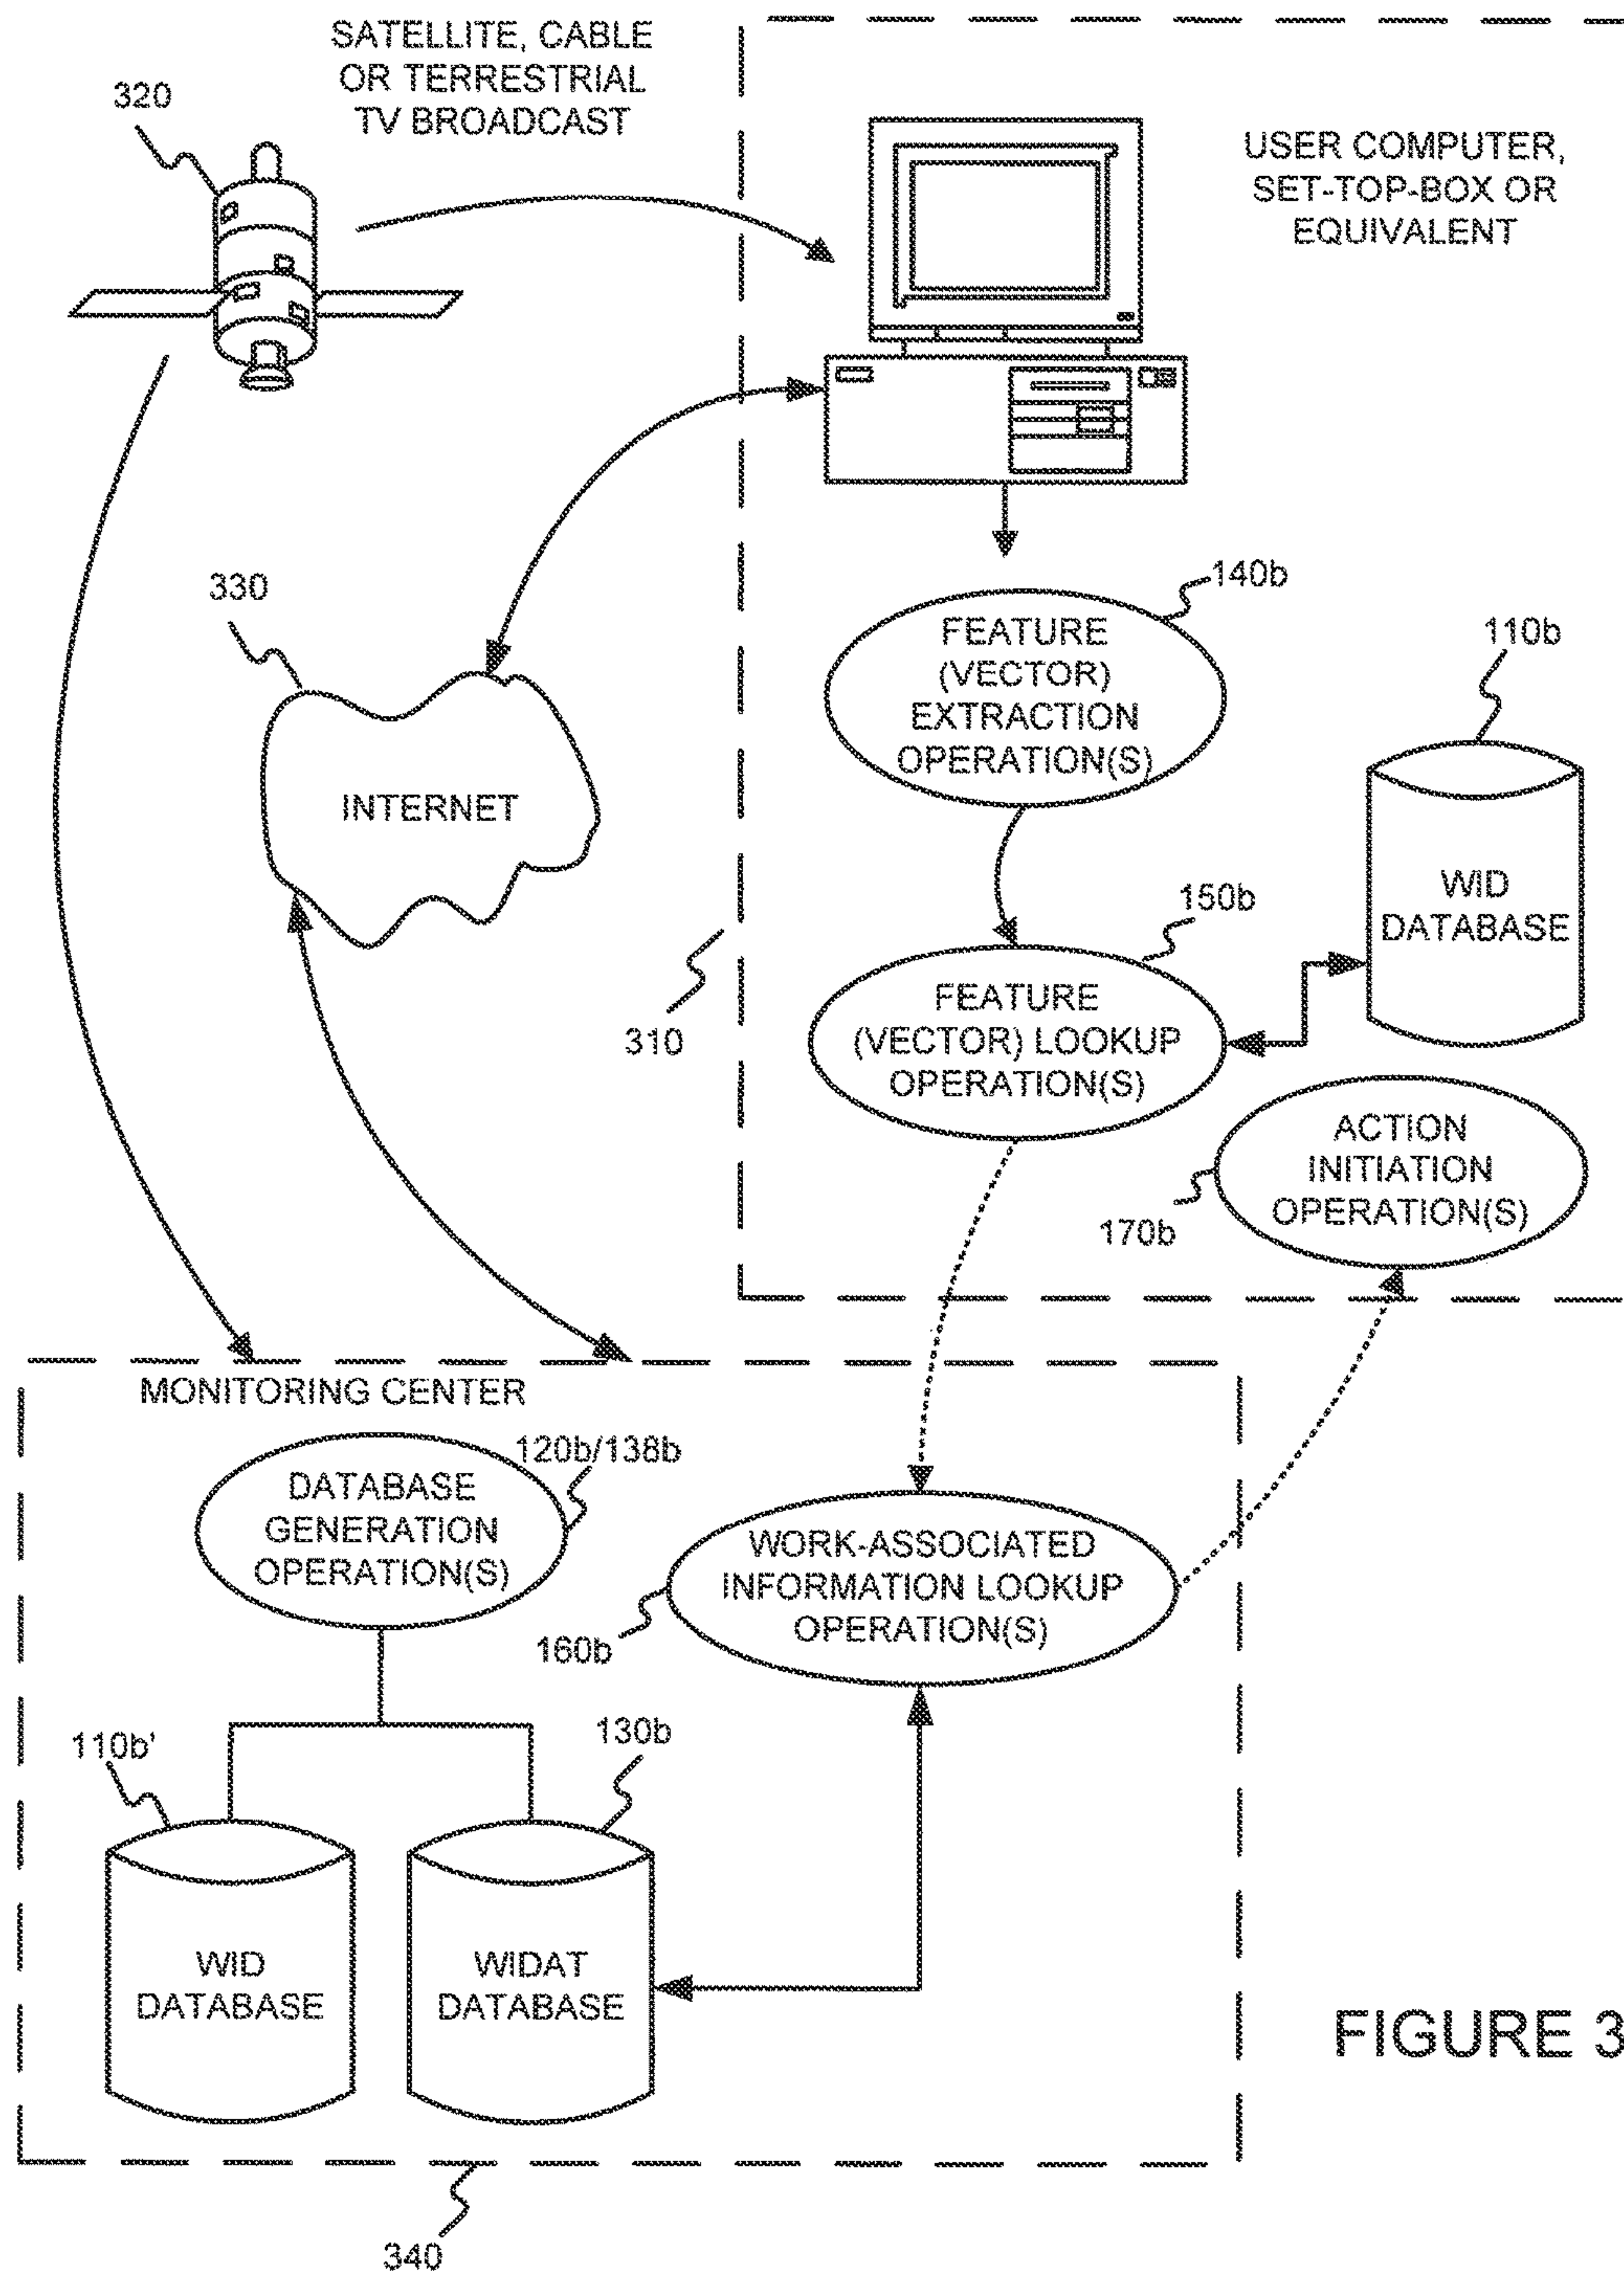 SATELLITE, CABLE
OR TERRESTRIAL
TV BROADCAST
320
USER COMPUTER,
SET-TOP-BOX OR
EQUIVALENT
330
140b
FEATURE
(VECTOR)
EXTRACTION
OPERATION(S)
110b
INTERNET
WID
DATABASE
150b
FEATURE
(VECTOR) LOOKUP
OPERATION(S)
310
ACTION
INITIATION
OPERATION(S)
170b
MONITORING CENTER
120b/138b
DATABASE
GENERATION
OPERATION(S)
WORK-ASSOCIATED
INFORMATION LOOKUP
OPERATION(S)
160b
110b'
130b
WID
DATABASE
WIDAT
DATABASE
FIGURE 3
340